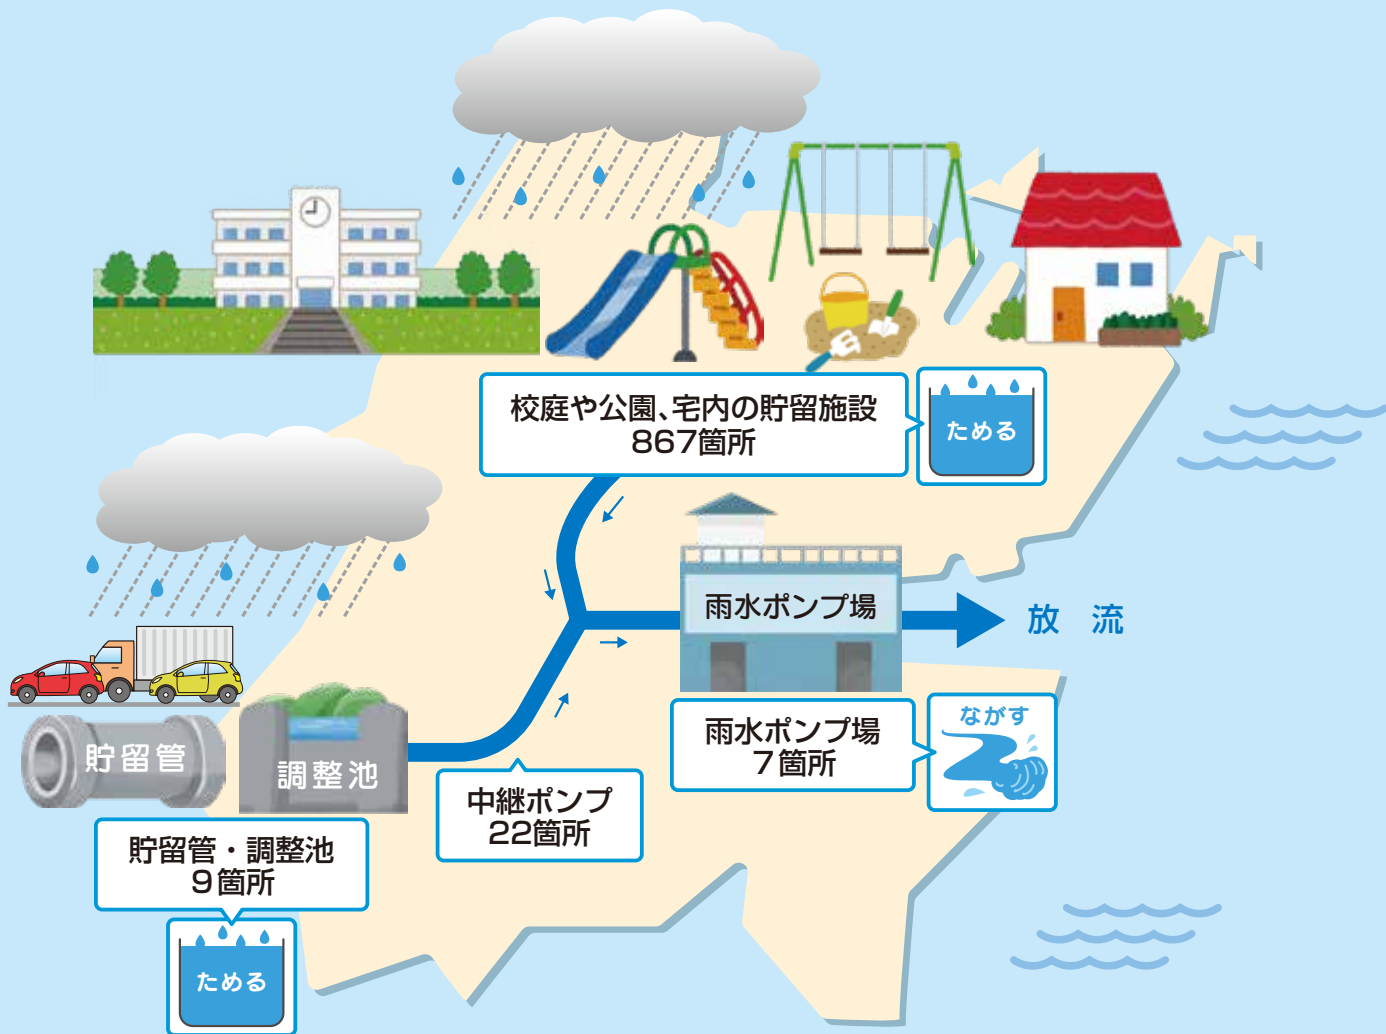 校庭や公園、宅内の貯留施設
867箇所
ためる
雨水ポンプ場
放 流
雨水ポンプ場
7箇所
ながす
貯留管
調整池
中継ポンプ
22箇所
貯留管・調整池
9箇所
ためる